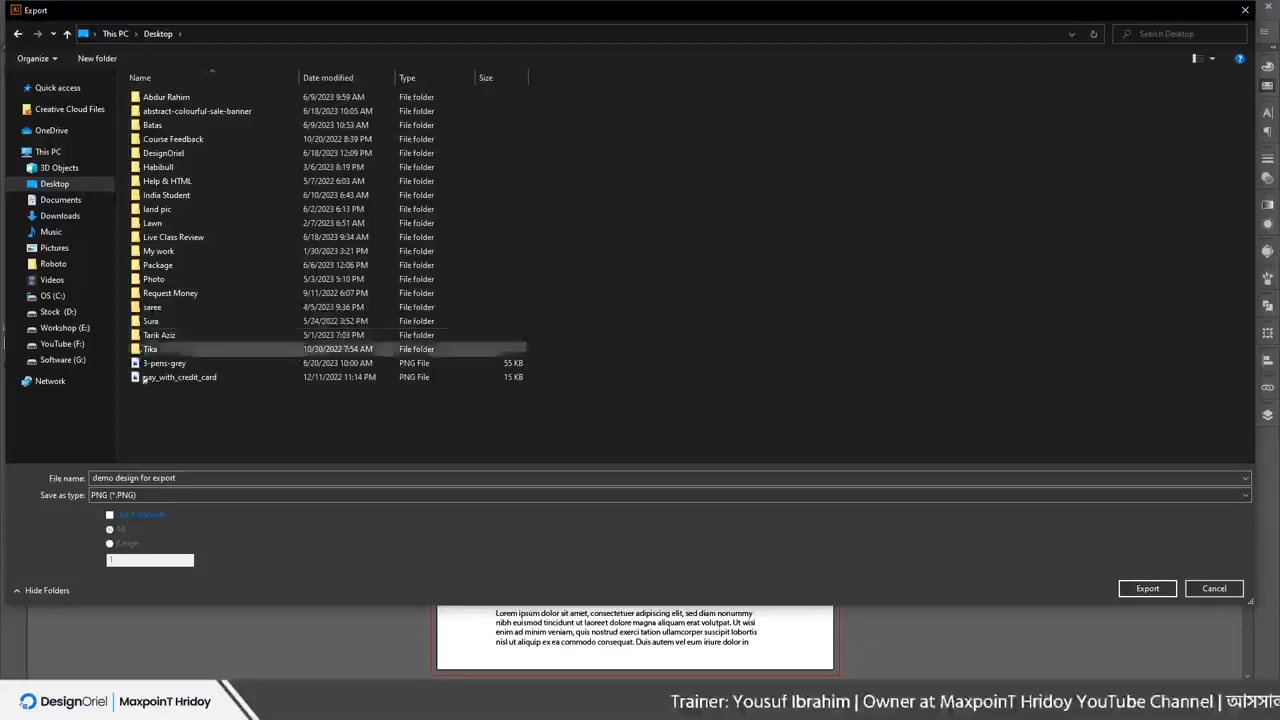 Export
This PC Desktop
Search Desktop
Organize
New folder
Name Date modified Type Size
Quick access
Creative Cloud Files
OneDrive
This PC
3D Objects
Desktop
Documents
Downloads
Music
Pictures
Roboto
Videos
OS (C:)
Stock (D:)
Workshop (E:)
YouTube (F:)
Software (G:)
Network
Abdur Rahim 6/9/2023 9:59 AM File folder
abstract-colourful-sale-banner 6/18/2023 10:05 AM File folder
Batas 6/9/2023 10:53 AM File folder
Course Feedback 10/20/2022 8:39 PM File folder
DesignOriel 6/18/2023 12:09 PM File folder
Habibull 3/6/2023 8:19 PM File folder
Help & HTML 5/7/2022 6:03 AM File folder
India Student 6/10/2023 6:43 AM File folder
land pic 6/2/2023 6:13 PM File folder
Lawn 2/7/2023 6:51 AM File folder
Live Class Review 6/18/2023 9:34 AM File folder
My work 1/30/2023 3:21 PM File folder
Package 6/6/2023 12:06 PM File folder
Photo 5/3/2023 5:10 PM File folder
Request Money 9/11/2022 6:07 PM File folder
saree 4/5/2023 9:36 PM File folder
Sura 5/24/2022 3:52 PM File folder
Tarik Aziz 5/1/2023 7:03 PM File folder
Tika 10/30/2022 7:54 AM File folder
3-pens-grey 6/20/2023 10:00 AM PNG File 55 KB
pay_with_credit_card 12/11/2022 11:14 PM PNG File 15 KB
File name: demo design for export
Save as type: PNG (*.PNG)
Use Artboards
All
Range:
1
Hide Folders
Export
Cancel
Lorem ipsum dolor sit amet, consectetuer adipiscing elit, sed diam nonummy
nibh euismod tincidunt ut laoreet dolore magna aliquam erat volutpat. Ut wisi
enim ad minim veniam, quis nostrud exerci tation ullamcorper suscipit lobortis
nisl ut aliquip ex ea commodo consequat. Duis autem vel eum iriure dolor in
DesignOriel | MaxpoinT Hridoy
Trainer: Yousuf Ibrahim | Owner at MaxpoinT Hridoy YouTube Channel |